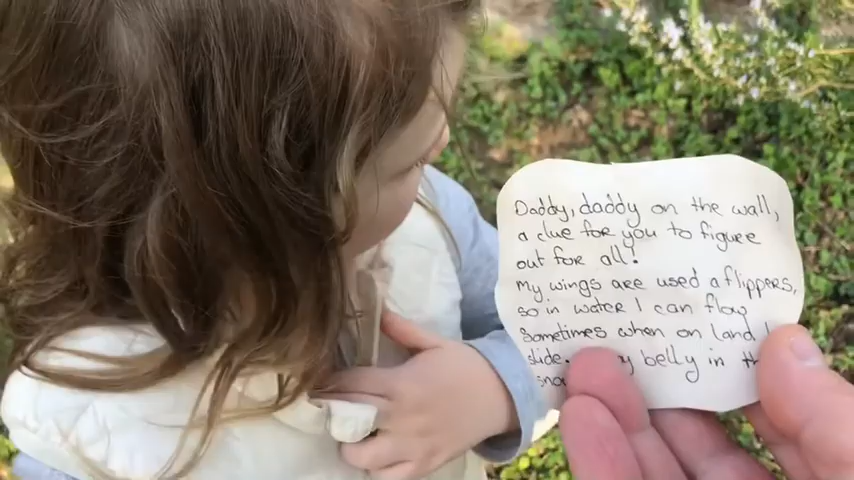 Daddy, daddy on the wall,
a clue for you to figure
out for all!
My wings are used a flippers,
so in water I can flow
Sometimes when on land, I
slide belly in